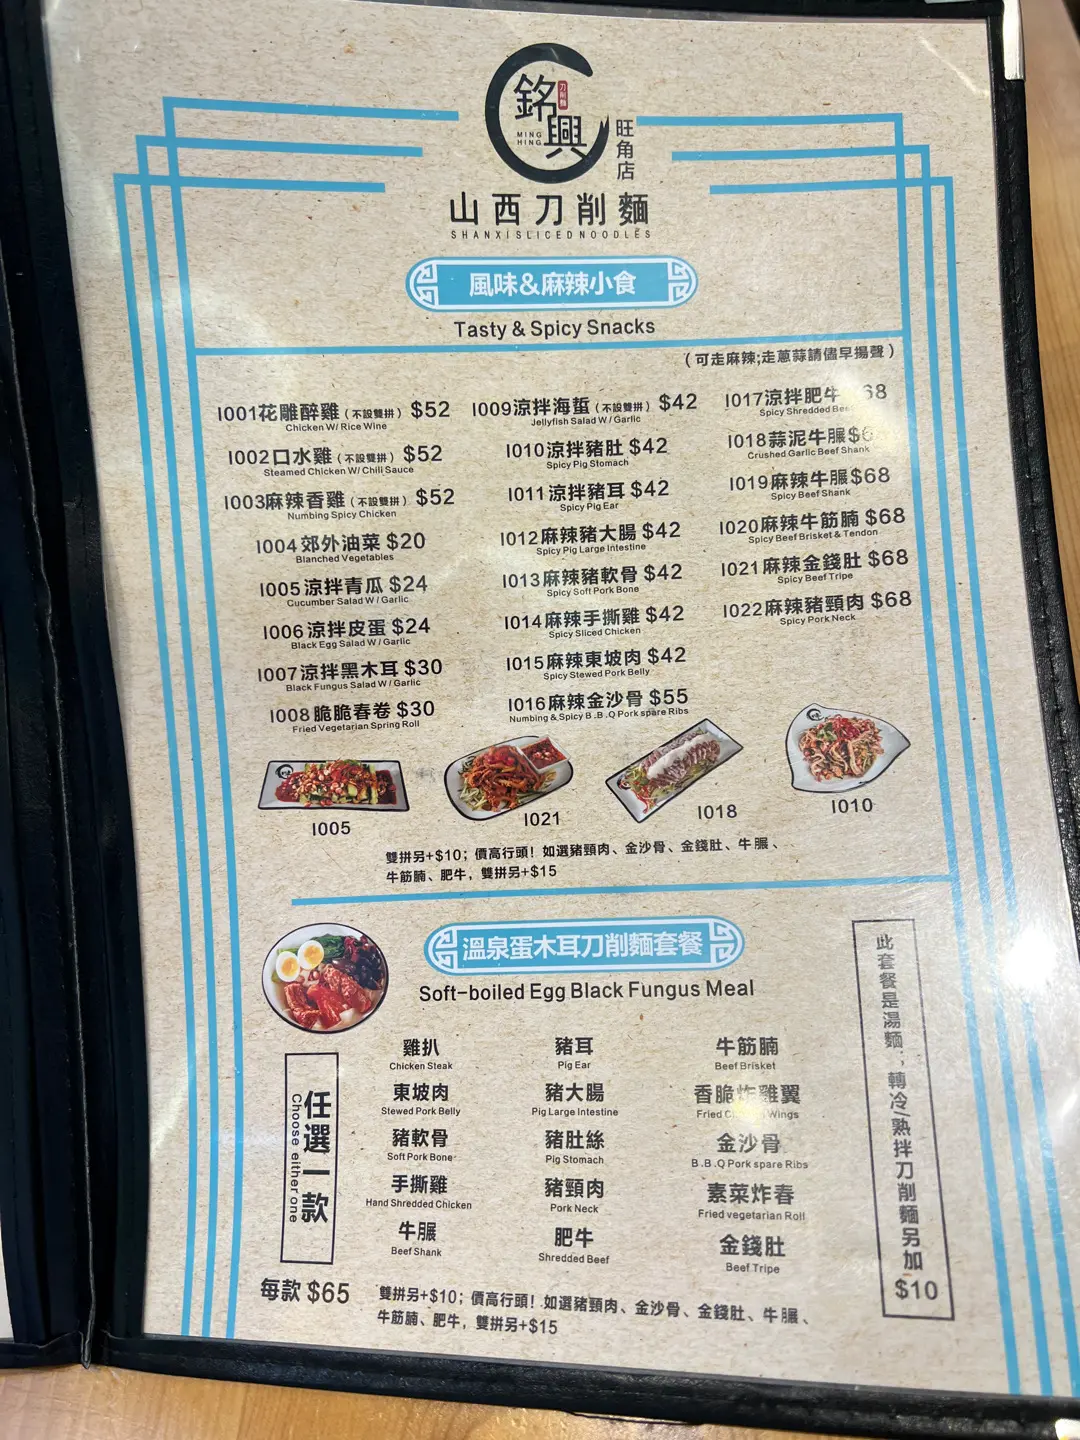 銘興
刀削麵
MING
HING
旺角店
山西刀削麵
SHANXI SLICED NOODLES
風味&麻辣小食
Tasty & Spicy Snacks
(可走麻辣;走蔥蒜請儘早揚聲)
1001花雕醉雞(不設雙拼) $52
Chicken W/ Rice Wine
1002口水雞(不設雙拼) $52
Steamed Chicken W/ Chili Sauce
1003麻辣香雞(不設雙拼) $52
Numbing Spicy Chicken
1004郊外油菜 $20
Blanched Vegetables
1005涼拌青瓜 $24
Cucumber Salad W / Garlic
1006涼拌皮蛋 $24
Black Egg Salad W / Garlic
1007涼拌黑木耳 $30
Black Fungus Salad W / Garlic
1008脆脆春卷 $30
Fried Vegetarian Spring Roll
1009涼拌海蜇(不設雙拼) $42
Jellyfish Salad W / Garlic
1010涼拌豬肚 $42
Spicy Pig Stomach
1011涼拌豬耳 $42
Spicy Pig Ear
1012麻辣豬大腸 $42
Spicy Pig Large Intestine
1013麻辣豬軟骨 $42
Spicy Soft Pork Bone
1014麻辣手撕雞 $42
Spicy Sliced Chicken
1015麻辣東坡肉 $42
Spicy Stewed Pork Belly
1016麻辣金沙骨 $55
Numbing & Spicy B.B.Q Pork spare Ribs
1017涼拌肥牛 68
Spicy Shredded
1018蒜泥牛𦟌
Crushed Garlic Beef Shank
1019麻辣牛𦟌$68
Spicy Beef Shank
1020麻辣牛筋腩 $68
Spicy Beef Brisket & Tendon
1021麻辣金錢肚 $68
Spicy Beef Tripe
1022麻辣豬頸肉 $68
Spicy Pork Neck
1005
1021
1018
1010
雙拼另+$10；價高行頭！如選豬頸肉、金沙骨、金錢肚、牛𦟌、
牛筋腩、肥牛，雙拼另+$15
溫泉蛋木耳刀削麵套餐
Soft-boiled Egg Black Fungus Meal
任選一款
Choose either one
雞扒
Chicken Steak
東坡肉
Stewed Pork Belly
豬軟骨
Soft Pork Bone
手撕雞
Hand Shredded Chicken
牛𦟌
Beef Shank
豬耳
Pig Ear
豬大腸
Pig Large Intestine
豬肚絲
Pig Stomach
豬頸肉
Pork Neck
肥牛
Shredded Beef
牛筋腩
Beef Brisket
香脆炸雞翼
Fried Wings
金沙骨
B.B.Q Pork spare Ribs
素菜炸春
Fried vegetarian Roll
金錢肚
Beef Tripe
此套餐是湯麵；轉冷/熱拌刀削麵另加
$10
每款 $65
雙拼另+$10；價高行頭！如選豬頸肉、金沙骨、金錢肚、牛𦟌、
牛筋腩、肥牛，雙拼另+$15